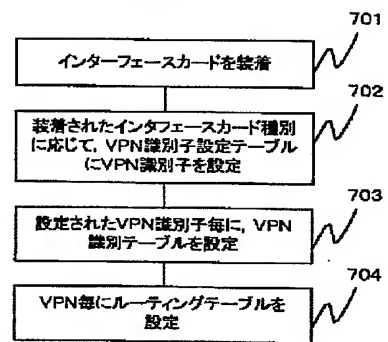 701
インターフェースカードを装着
702
装着されたインタフェースカード種別
に応じて，VPN識別子設定テーブル
にVPN識別子を設定
703
設定されたVPN識別子毎に，VPN
識別テーブルを設定
704
VPN毎にルーティングテーブルを
設定